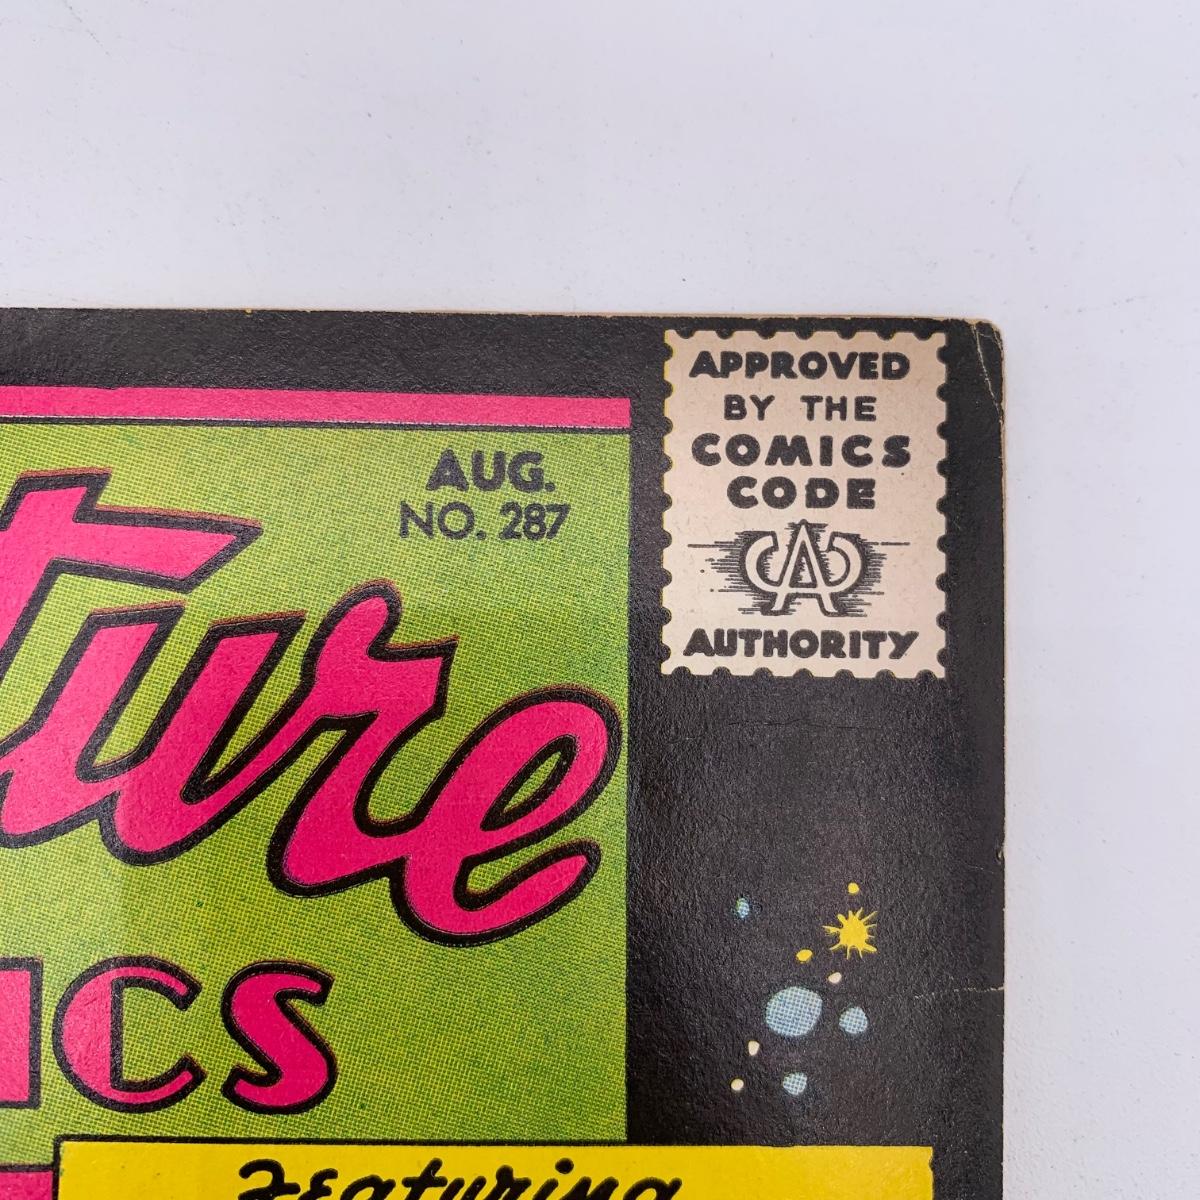 APPROVED
BY THE
COMICS
CODE
CA
AUTHORITY
AUG.
NO. 287
ture
ICS
Featuring